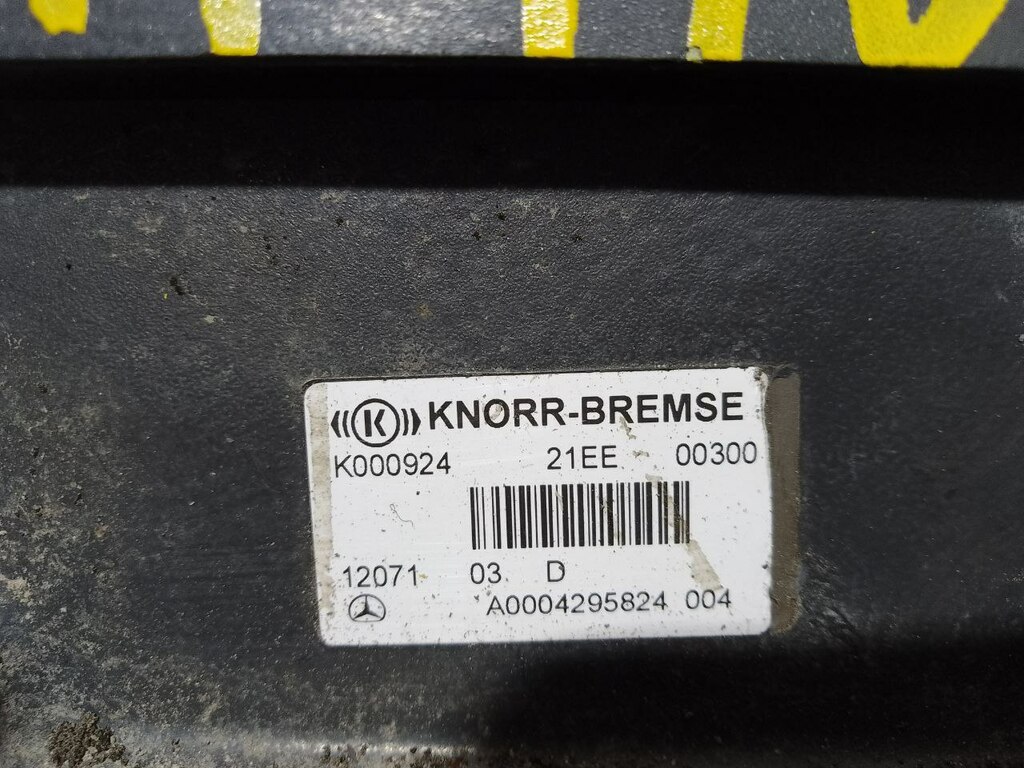 K KNORR-BREMSE
K000924 21EE 00300
12071 03 D
A0004295824 004